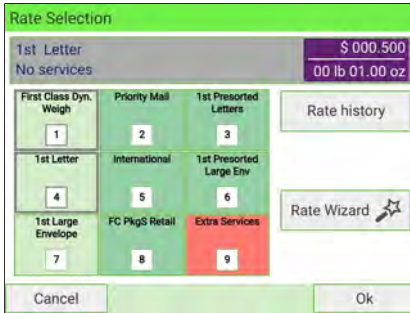 Rate Selection
1st Letter
No services
$ 000.500
00 lb 01.00 oz
First Class Dyn.
Weigh
1
Priority Mail
2
1st Presorted
Letters
3
1st Letter
4
International
5
1st Presorted
Large Env
6
1st Large
Envelope
7
FC PkgS Retail
8
Extra Services
9
Rate history
Rate Wizard
Cancel
Ok